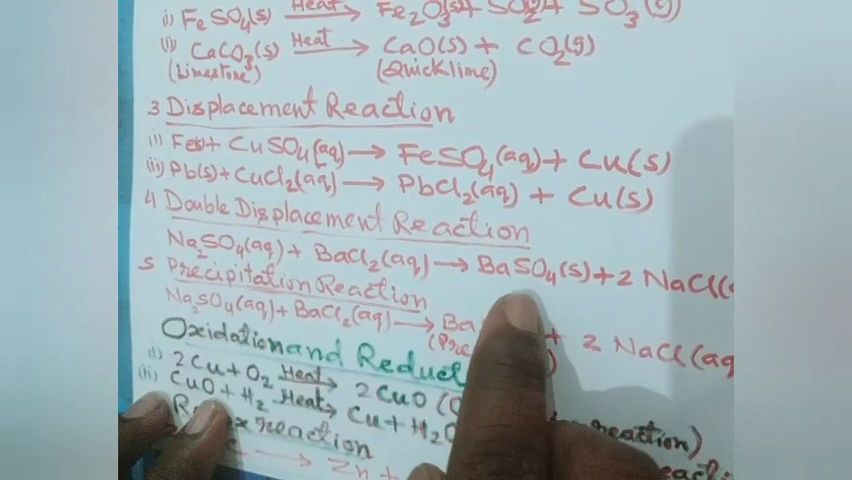 i) FeSO₄(s) Heat → Fe₂O₃(s) + SO₂ + SO₃(g)
(ii) CaCO₃(s) Heat → CaO(s) + CO₂(g)
(Limestone) (Quicklime)
3 Displacement Reaction
(i) Fe(s) + CuSO₄(aq) → FeSO₄(aq) + Cu(s)
(ii) Pb(s) + CuCl₂(aq) → PbCl₂(aq) + Cu(s)
4 Double Displacement Reaction
Na₂SO₄(aq) + BaCl₂(aq) → BaSO₄(s) + 2 NaCl(
5 Precipitation Reaction
Na₂SO₄(aq) + BaCl₂(aq) → Ba + 2 NaCl(aq
(Pre )
Oxidation and Reduc
(i) 2Cu + O₂ Heat → 2CuO (O reaction)
(ii) CuO + H₂ Heat → Cu + H₂O
R x reaction
→ Zn +